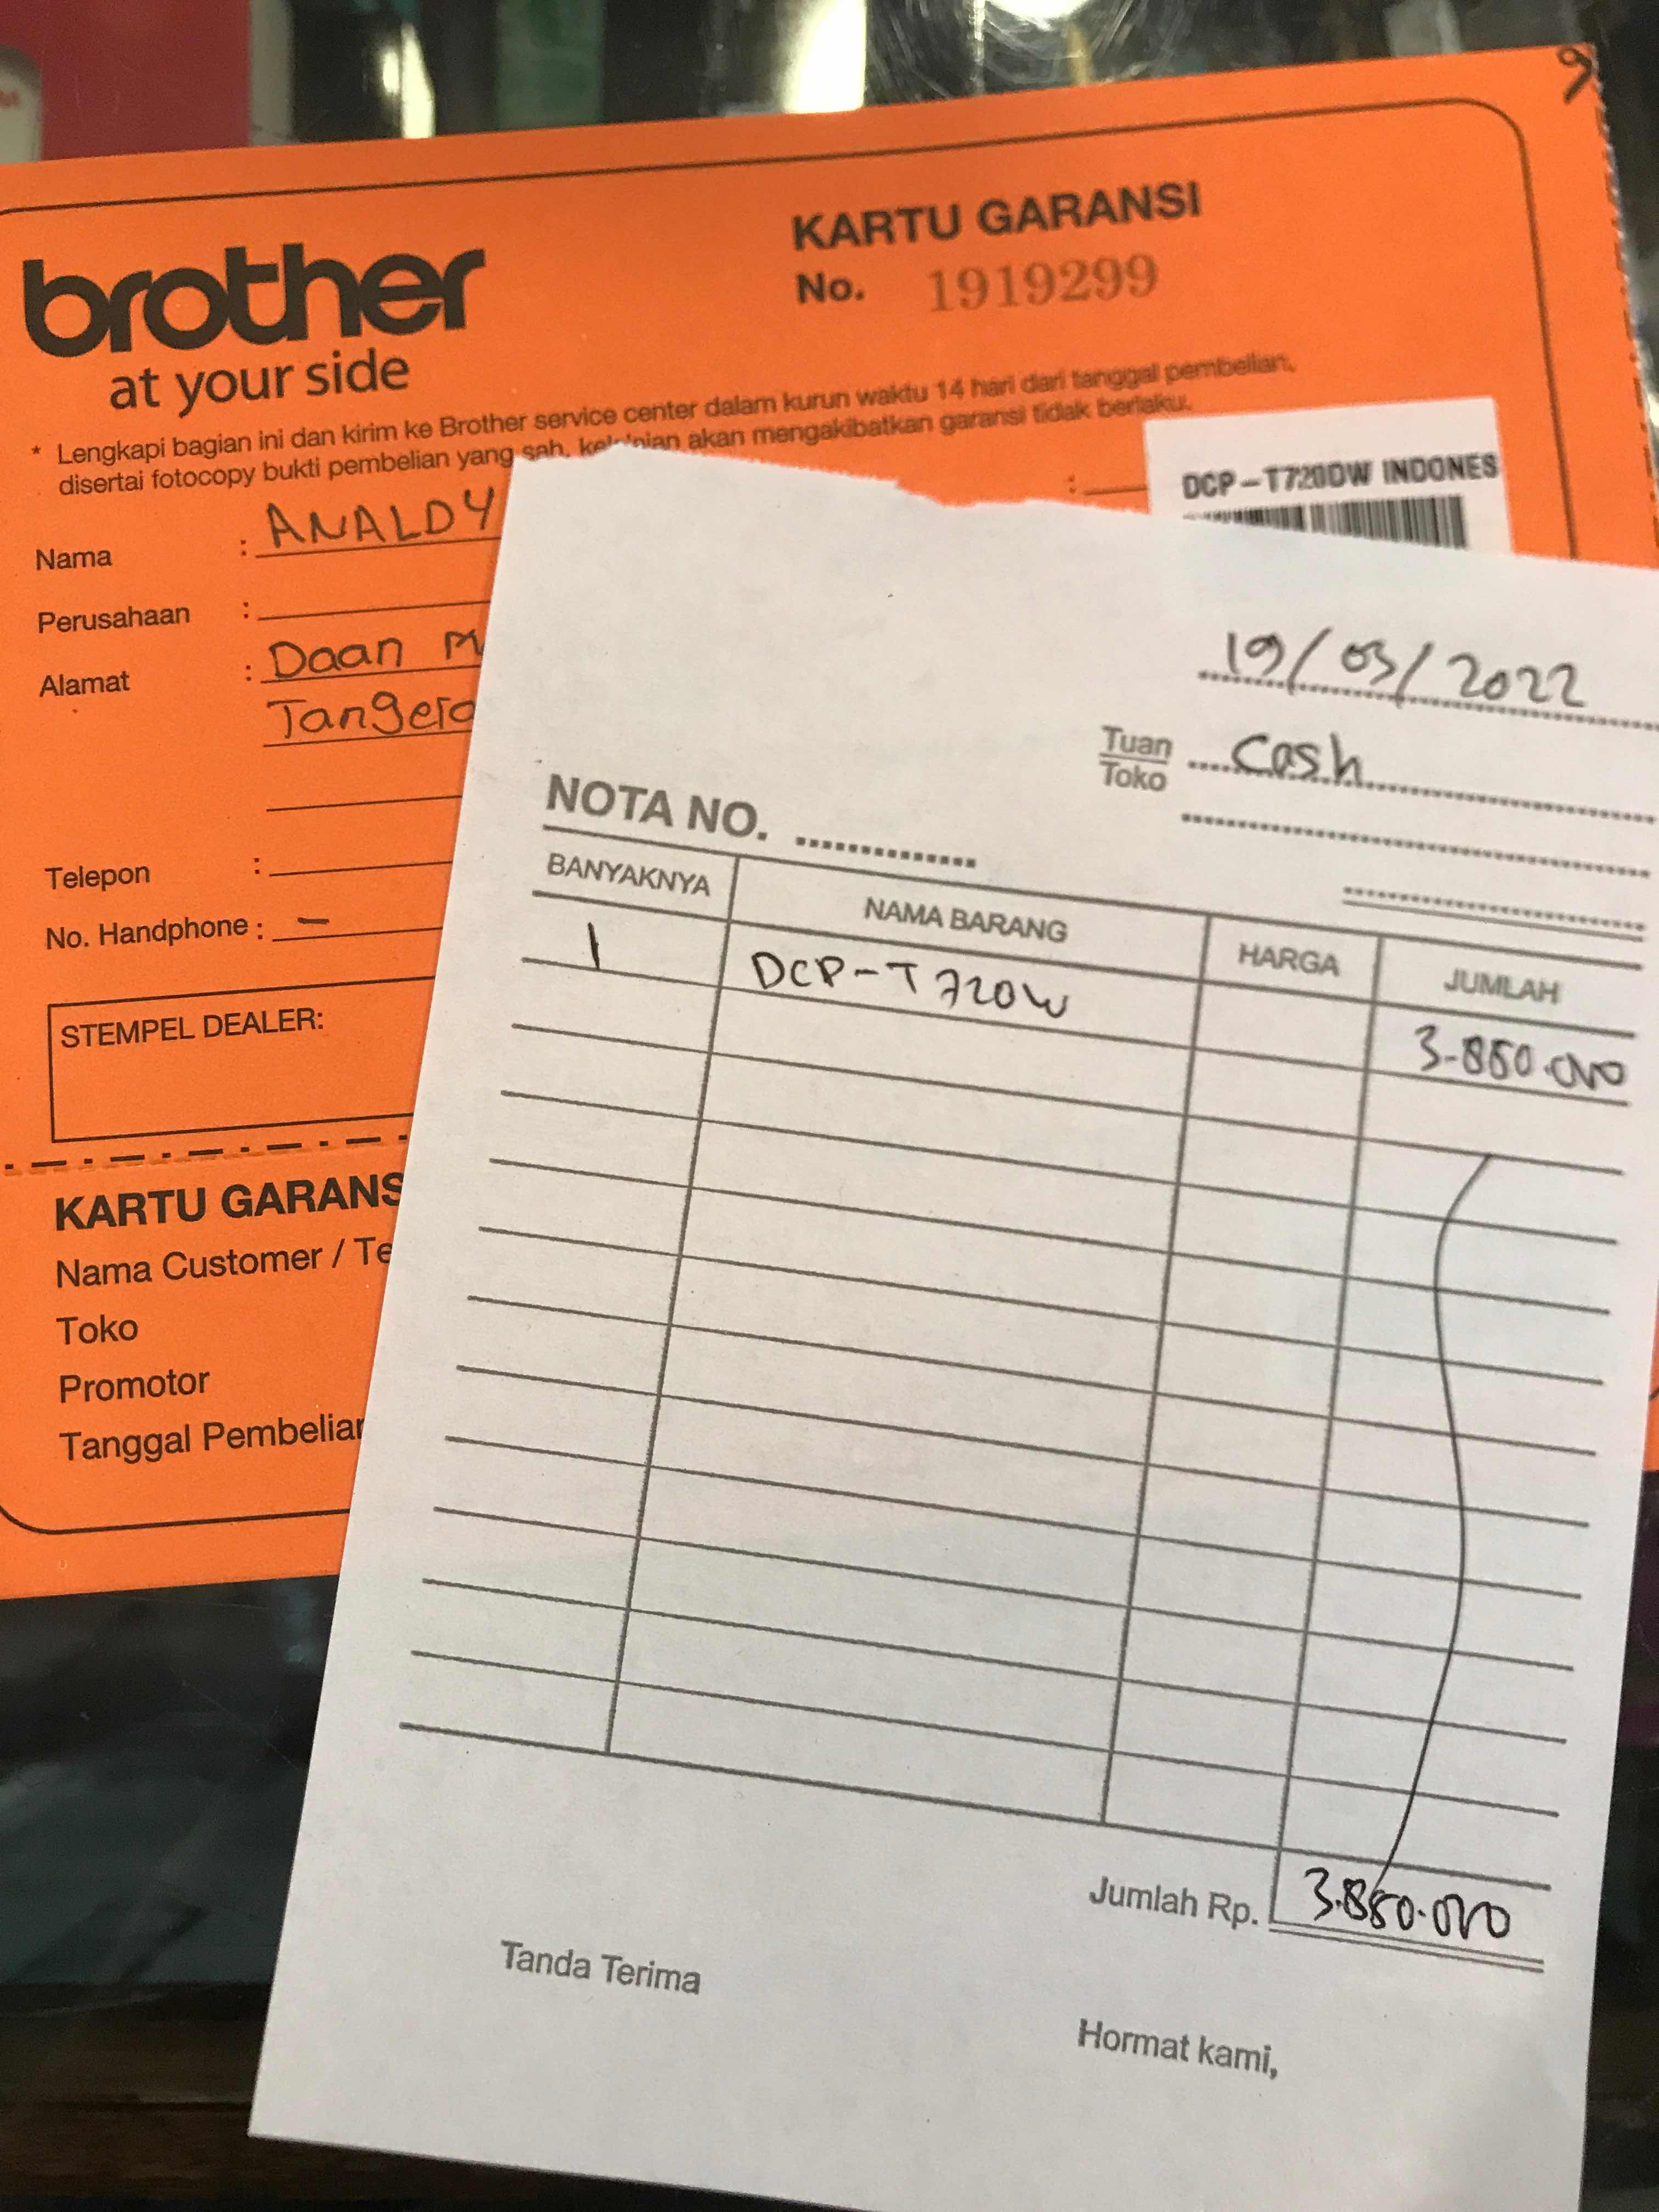 9
KARTU GARANSI
No. 1919299
brother
at your side
* Lengkapi bagian ini dan kirim ke Brother service center dalam kurun waktu 14 hari dari tanggal pembelian,
disertai fotocopy bukti pembelian yang sah, akan mengakibatkan garansi tidak berlaku.
DCP-T720DW INDONES
Nama : ANALDY
Perusahaan :
Alamat : Daan
Tangera
Telepon :
No. Handphone : –
STEMPEL DEALER:
KARTU GARANS
Nama Customer / Te
Toko
Promotor
Tanggal Pembelian
19/03/2022
Tuan
Toko Cash
NOTA NO.
BANYAKNYA NAMA BARANG HARGA JUMLAH
1 DCP-T720W 3-850.000
Jumlah Rp. 3.850.000
Tanda Terima
Hormat kami,